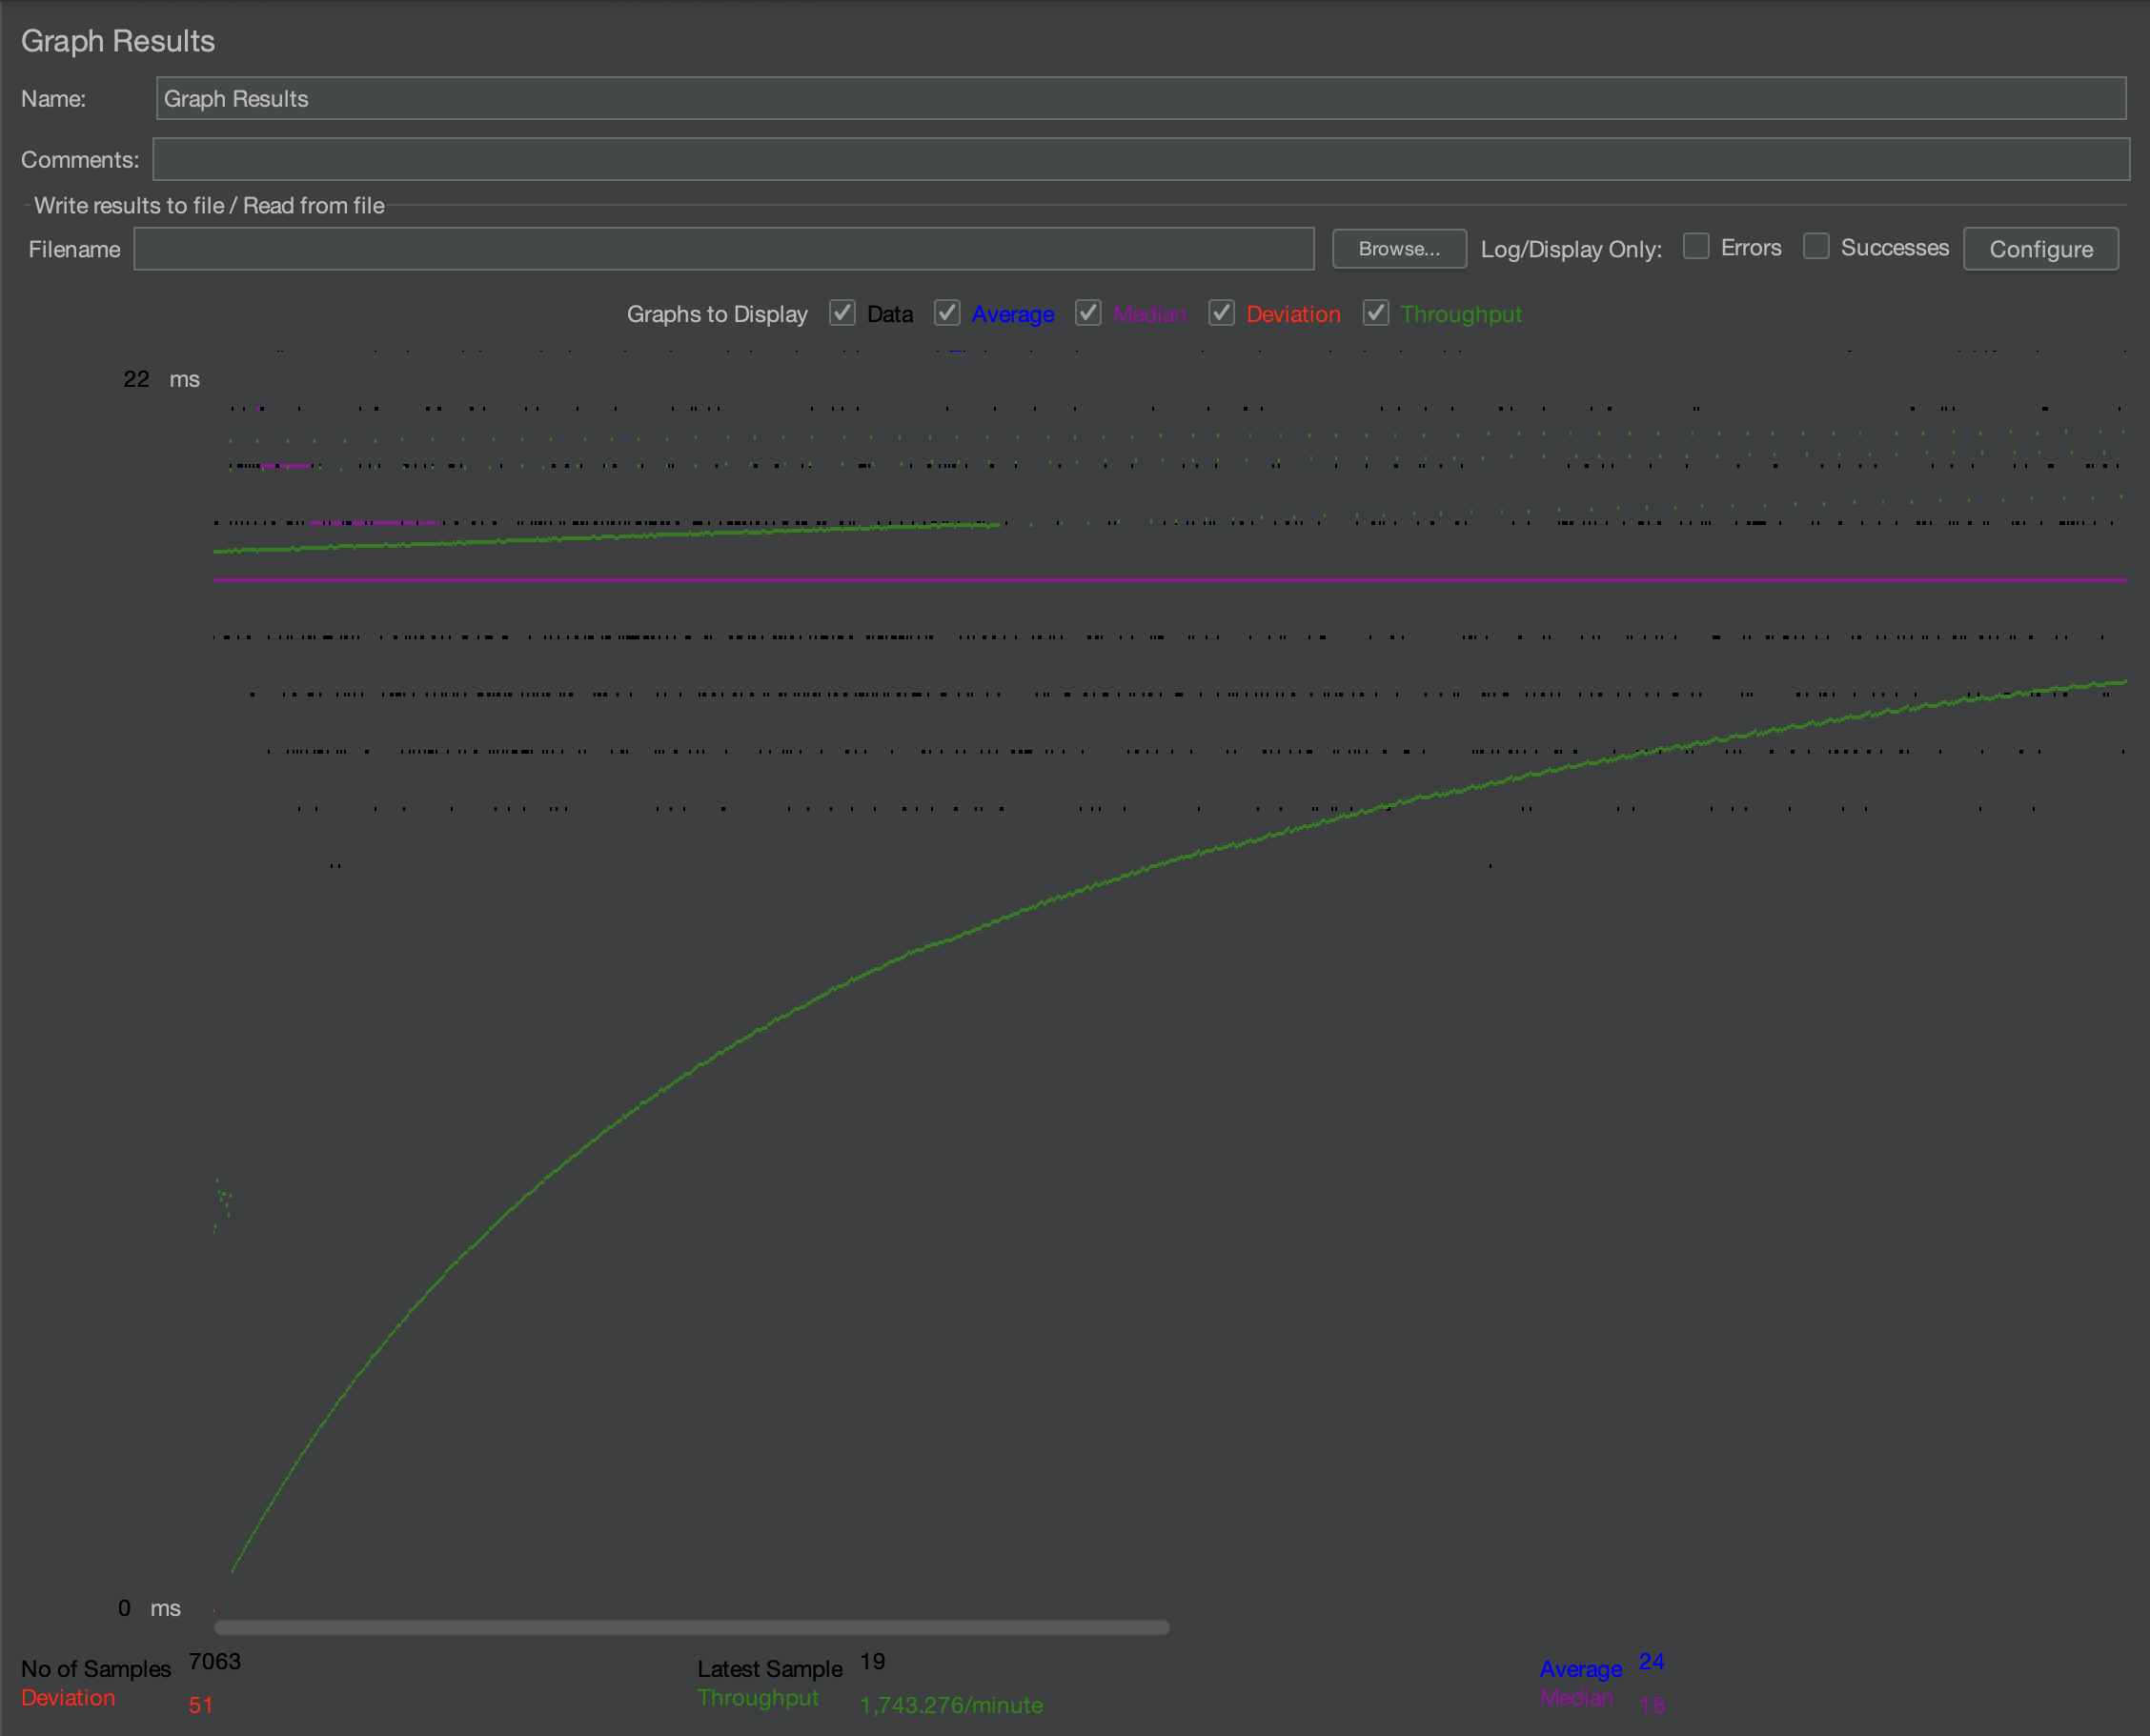 Graph Results
Name: Graph Results
Comments:
Write results to file / Read from file
Filename Browse... Log/Display Only: Errors Successes Configure
Graphs to Display Data Average Median Deviation Throughput
22 ms
0 ms
No of Samples 7063 Latest Sample 19 Average 24
Deviation 51 Throughput 1,743.276/minute Median 18